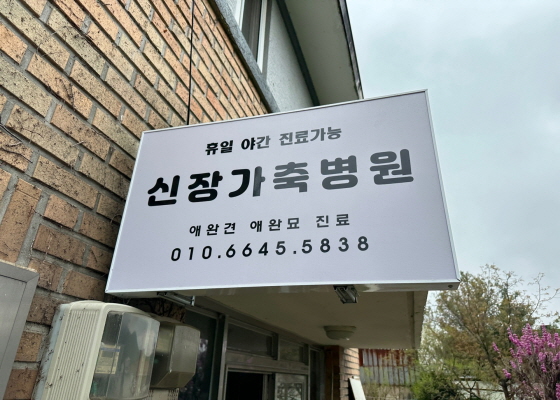 휴일 야간 진료가능
신장가축병원
애완견 애완묘 진료
010.6645.5838